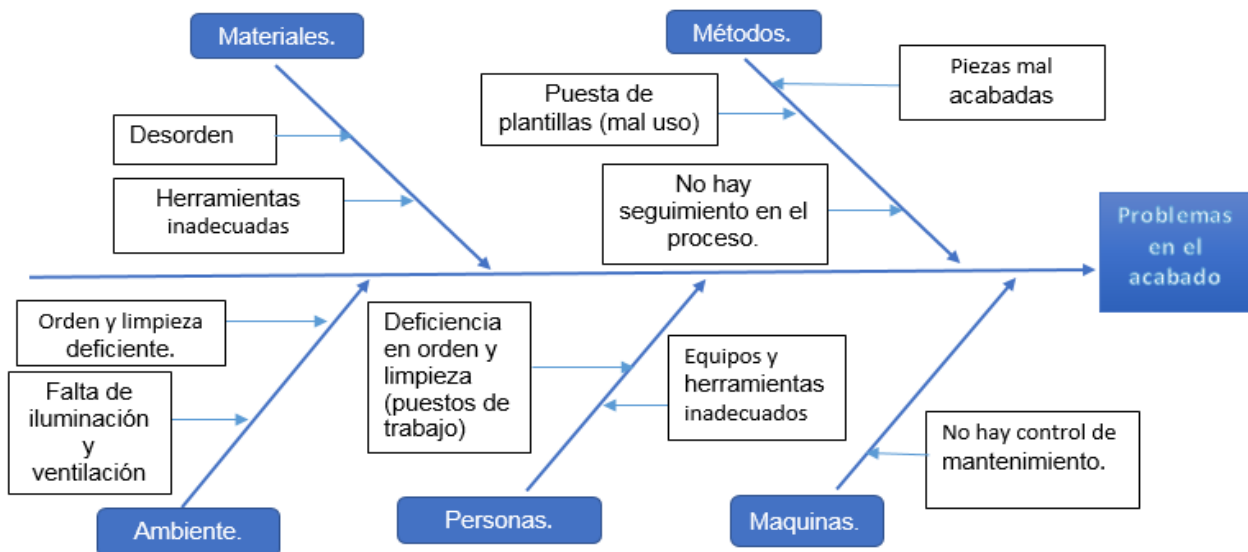 Materiales.
Métodos.
Piezas mal
acabadas
Puesta de
plantillas (mal uso)
Desorden
Herramientas
inadecuadas
No hay
seguimiento en el
proceso.
Problemas
en el
acabado
Orden y limpieza
deficiente.
Falta de
iluminación
y
ventilación
Deficiencia
en orden y
limpieza
(puestos de
trabajo)
Equipos y
herramientas
inadecuados
No hay control de
mantenimiento.
Ambiente.
Personas.
Maquinas.